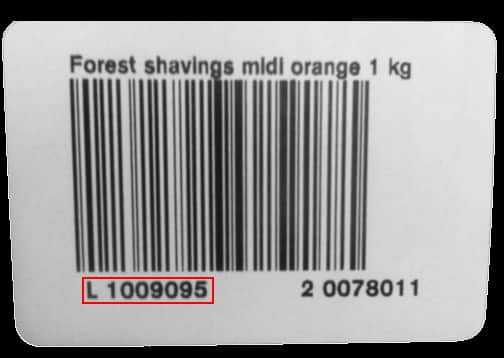 Forest shavings midi orange 1 kg
L 1009095 2 0078011